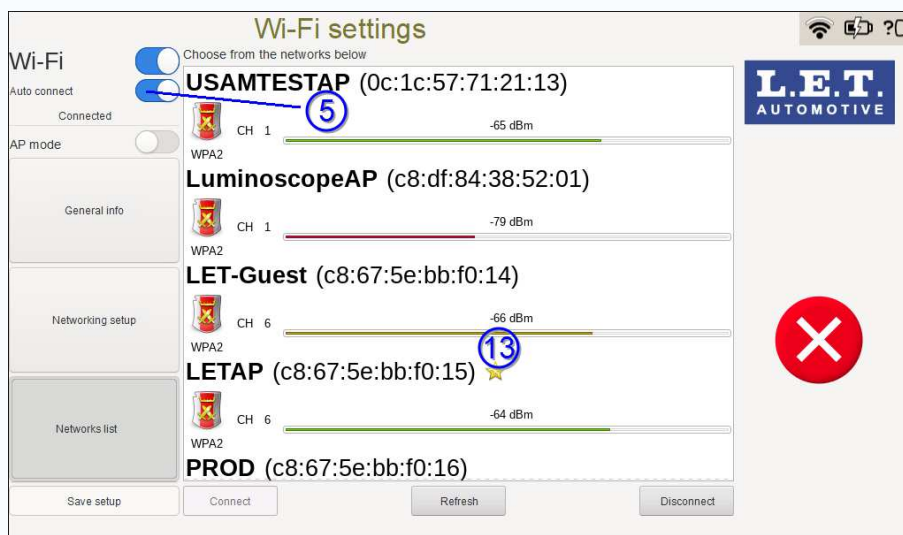 Wi-Fi settings
?
Wi-Fi
Choose from the networks below
Auto connect
Connected
AP mode
General info
Networking setup
Networks list
Save setup
USAMTESTAP (0c:1c:57:71:21:13)
5
CH 1
-65 dBm
WPA2
LuminoscopeAP (c8:df:84:38:52:01)
CH 1
-79 dBm
WPA2
LET-Guest (c8:67:5e:bb:f0:14)
CH 6
-66 dBm
WPA2
13
LETAP (c8:67:5e:bb:f0:15)
CH 6
-64 dBm
WPA2
PROD (c8:67:5e:bb:f0:16)
Connect
Refresh
Disconnect
L.E.T.
AUTOMOTIVE